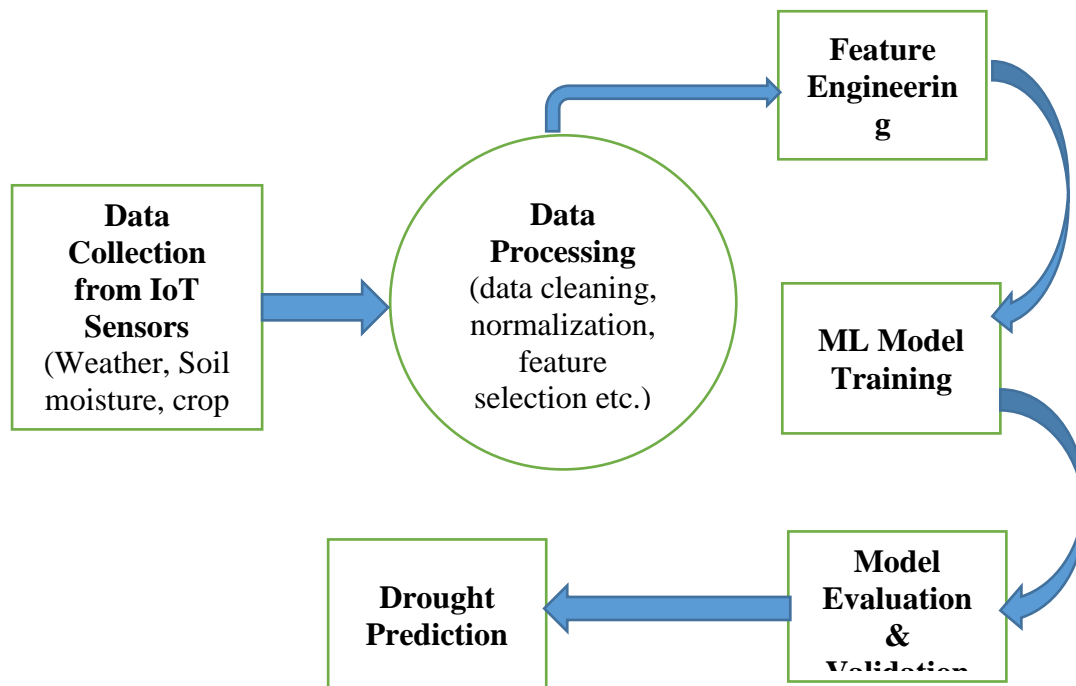 Data
Collection
from IoT
Sensors
(Weather, Soil
moisture, crop
Data
Processing
(data cleaning,
normalization,
feature
selection etc.)
Feature
Engineerin
g
ML Model
Training
Model
Evaluation
&
Validation
Drought
Prediction